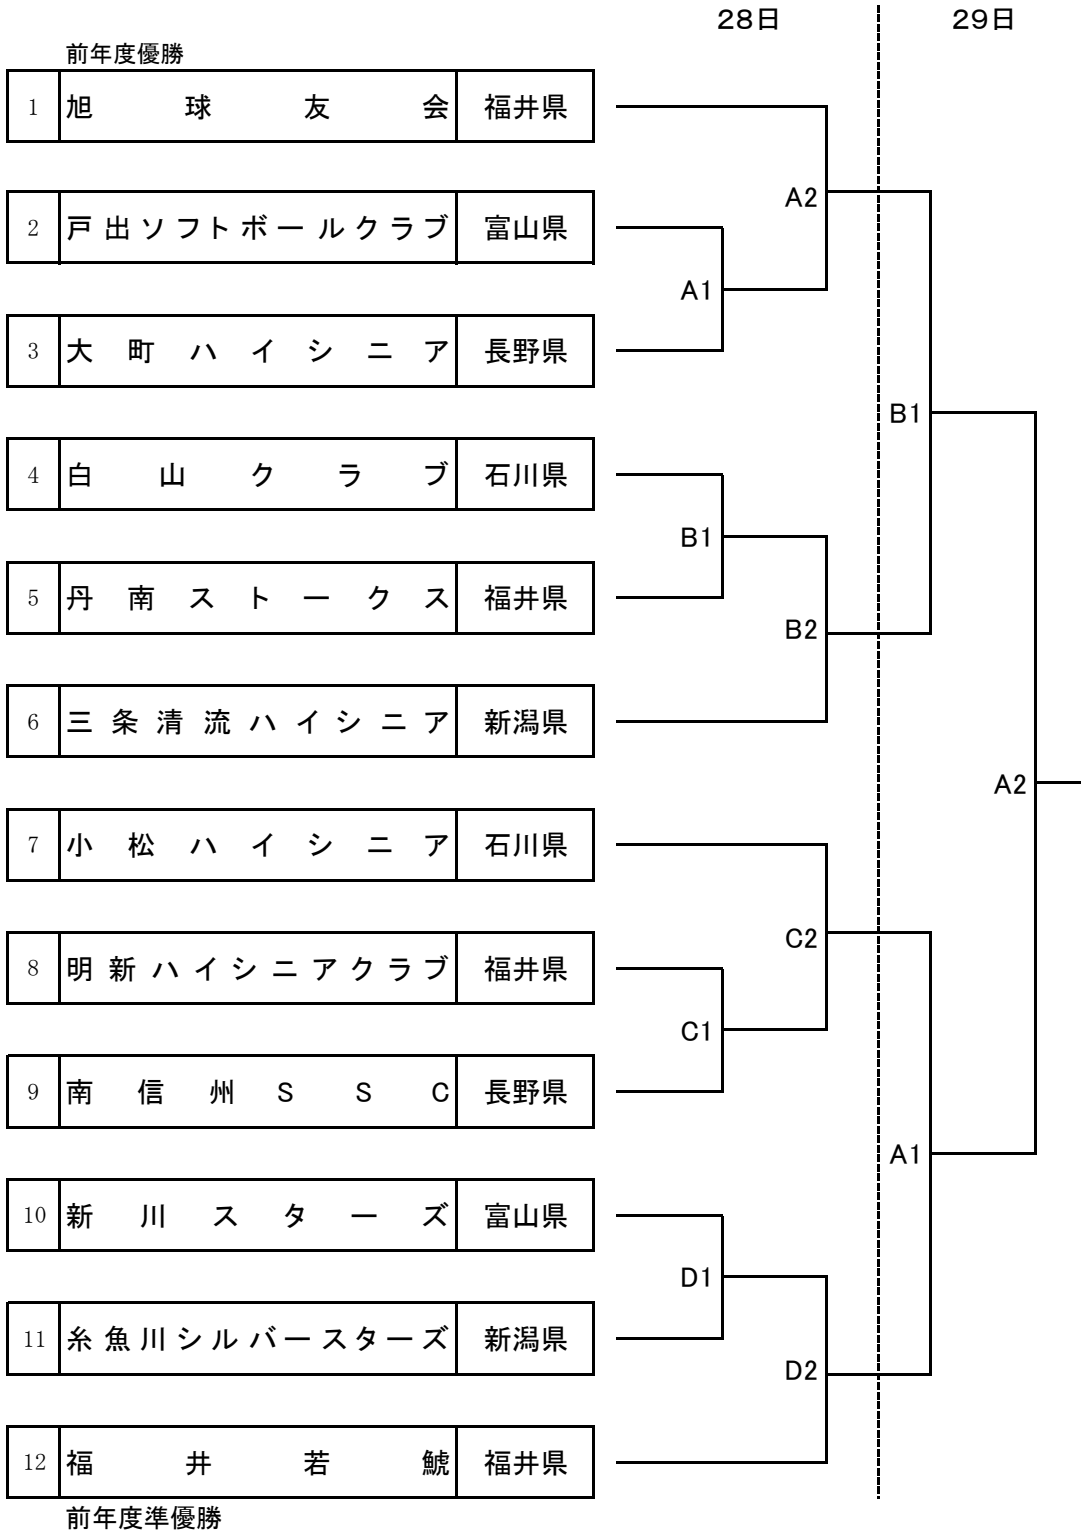 28日 29日
前年度優勝
1 旭球友会 福井県
A2
2 戸出ソフトボールクラブ 富山県
A1
3 大町ハイシニア 長野県
B1
4 白山クラブ 石川県
B1
5 丹南ストークス 福井県
B2
6 三条清流ハイシニア 新潟県
A2
7 小松ハイシニア 石川県
C2
8 明新ハイシニアクラブ 福井県
C1
9 南信州SSC 長野県
A1
10 新川スターズ 富山県
D1
11 糸魚川シルバースターズ 新潟県
D2
12 福井若鯱 福井県
前年度準優勝